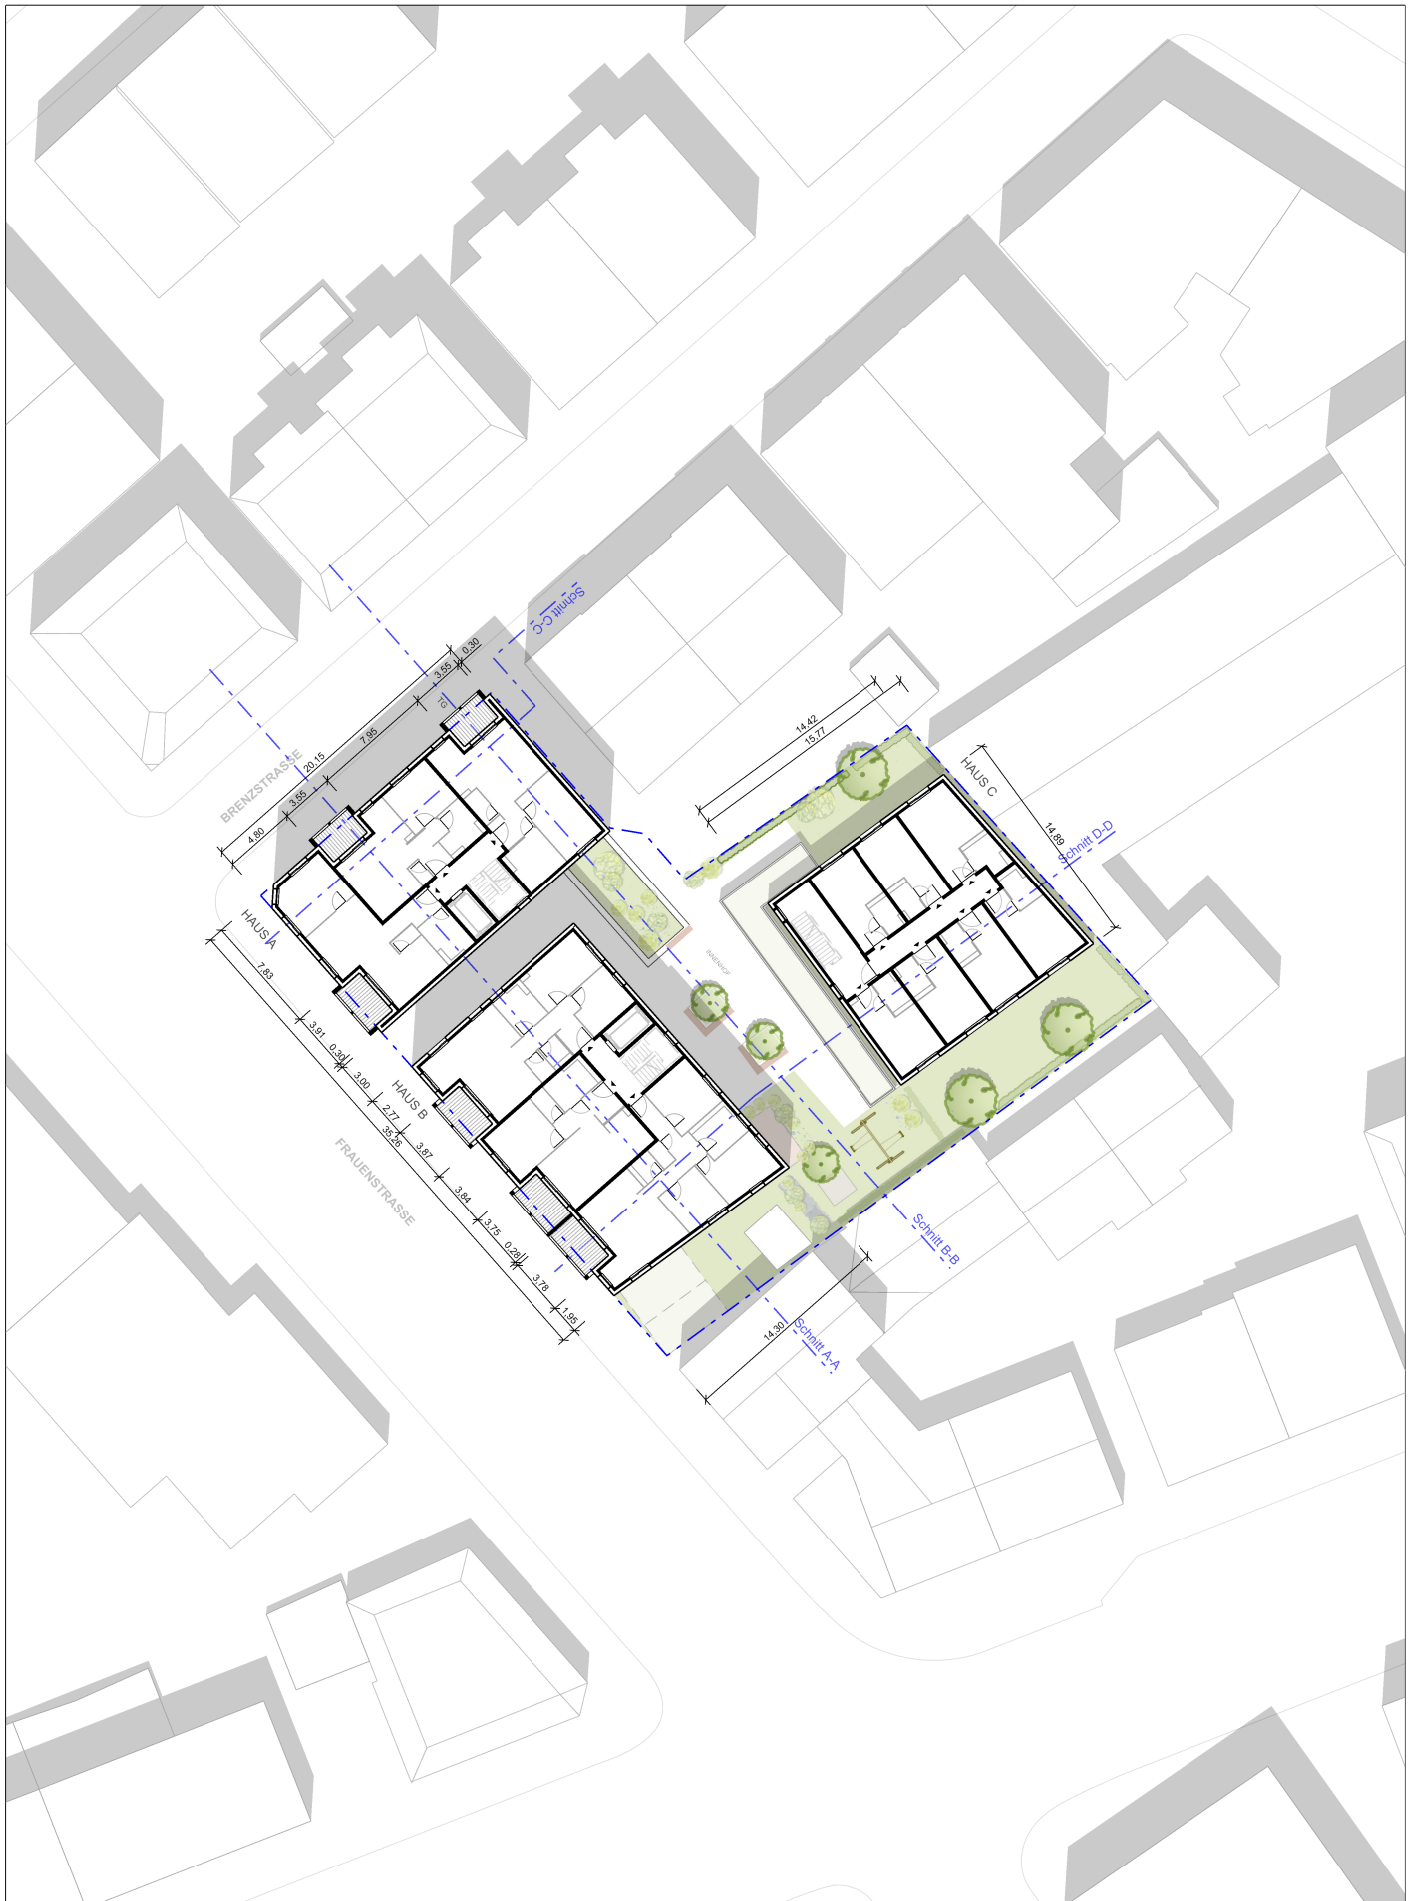 Schnitt C-C
0,30
3,55
TG
7,95
20,15
3,55
4,80
BRENZSTRASSE
14,42
15,77
HAUS C
14,89
Schnitt D-D
HAUS A
INNENHOF
7,83
3,91
0,30
3,00
2,77
35,26
3,87
3,84
3,75
0,28
3,78
1,95
HAUS B
FRAUENSTRASSE
Schnitt B-B
14,30
Schnitt A-A